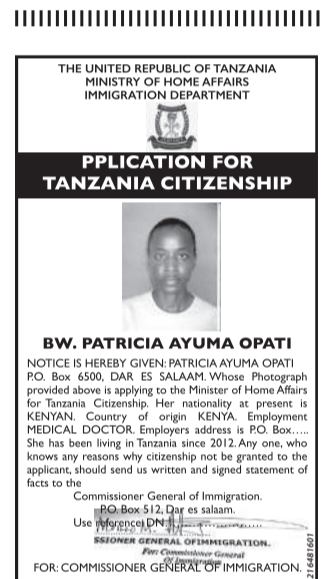 THE UNITED REPUBLIC OF TANZANIA
MINISTRY OF HOME AFFAIRS
IMMIGRATION DEPARTMENT
PPLICATION FOR
TANZANIA CITIZENSHIP
BW. PATRICIA AYUMA OPATI
NOTICE IS HEREBY GIVEN: PATRICIA AYUMA OPATI
P.O. Box 6500, DAR ES SALAAM. Whose Photograph
provided above is applying to the Minister of Home Affairs
for Tanzania Citizenship. Her nationality at present is
KENYAN. Country of origin KENYA. Employment
MEDICAL DOCTOR. Employers address is P.O. Box.....
She has been living in Tanzania since 2012. Any one, who
knows any reasons why citizenship not be granted to the
applicant, should send us written and signed statement of
facts to the
Commissioner General of Immigration.
P.O. Box 512, Dar es salaam.
Use reference: DN
SSIONER GENERAL OFIMMIGRATION.
For: Commissioner General
Of Immigration
FOR: COMMISSIONER GENERAL OF IMMIGRATION.
216481601